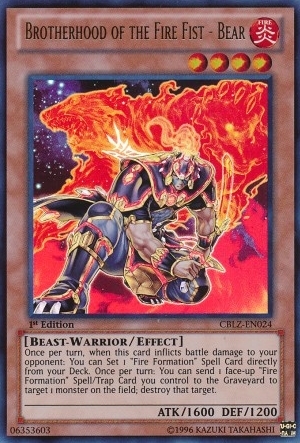 BROTHERHOOD OF THE FIRE FIST - BEAR
FIRE
炎
1st Edition
CBLZ-EN024
[BEAST-WARRIOR/EFFECT]
Once per turn, when this card inflicts battle damage to your
opponent: You can Set 1 "Fire Formation" Spell Card directly
from your Deck. Once per turn: You can send 1 face-up "Fire
Formation" Spell/Trap Card you control to the Graveyard to
target 1 monster on the field; destroy that target.
ATK/1600 DEF/1200
06353603
©1996 KAZUKI TAKAHASHI